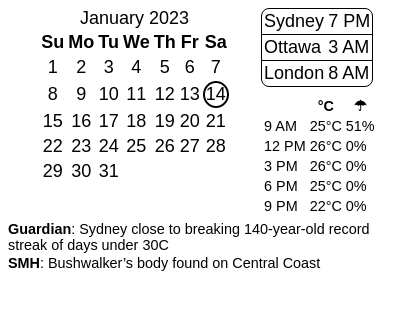 January 2023
Su Mo Tu We Th Fr Sa
1 2 3 4 5 6 7
8 9 10 11 12 13 14
15 16 17 18 19 20 21
22 23 24 25 26 27 28
29 30 31
Sydney 7 PM
Ottawa 3 AM
London 8 AM
°C ☂
9 AM 25°C 51%
12 PM 26°C 0%
3 PM 26°C 0%
6 PM 25°C 0%
9 PM 22°C 0%
Guardian: Sydney close to breaking 140-year-old record
streak of days under 30C
SMH: Bushwalker’s body found on Central Coast